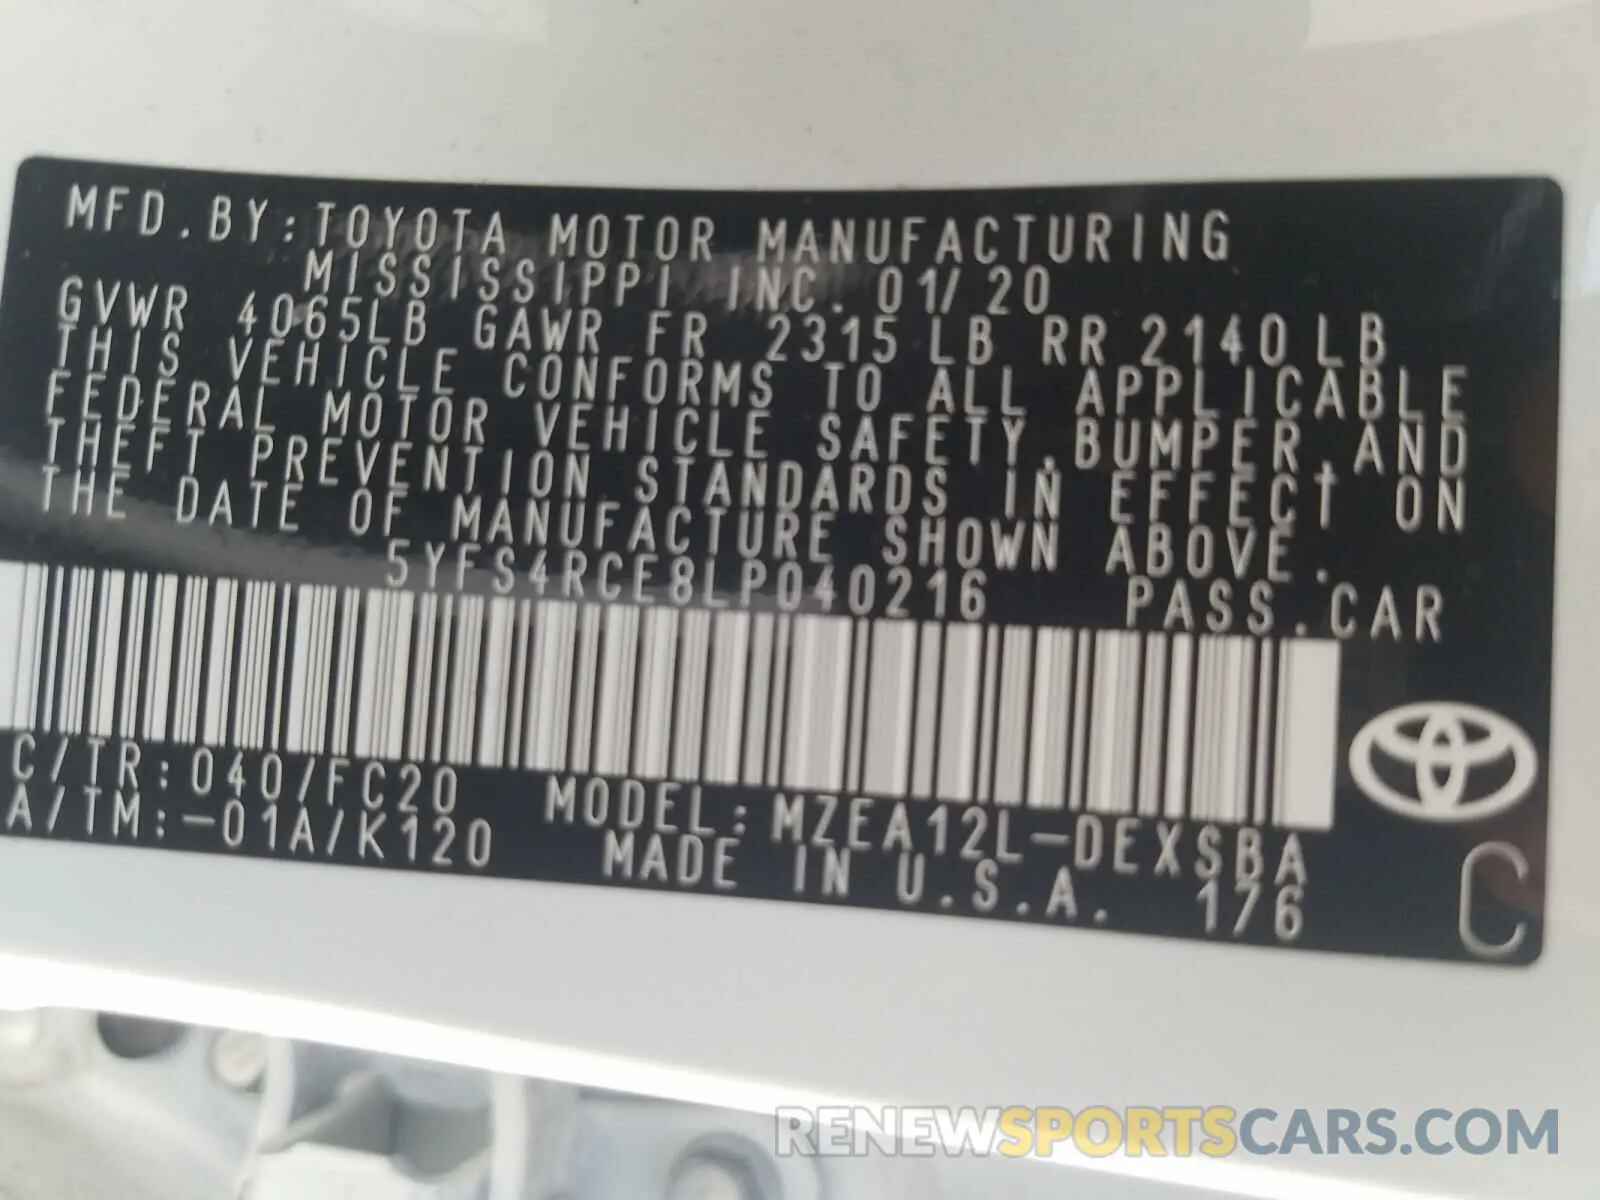 MFD.BY:TOYOTA MOTOR MANUFACTURING
MISSISSIPPI INC. 01/20
GVWR 4065LB GAWR FR 2315LB RR 2140LB
THIS VEHICLE CONFORMS TO ALL APPLICABLE
FEDERAL MOTOR VEHICLE SAFETY,BUMPER,AND
THEFT PREVENTION STANDARDS IN EFFECT ON
THE DATE OF MANUFACTURE SHOWN ABOVE.
5YFS4RCE8LP040216 PASS.CAR
C/TR:040/FC20 MODEL:MZEA12L-DEXSBA
A/TM:-01A/K120 MADE IN U.S.A. 176
C
RENEWSPORTSCARS.COM